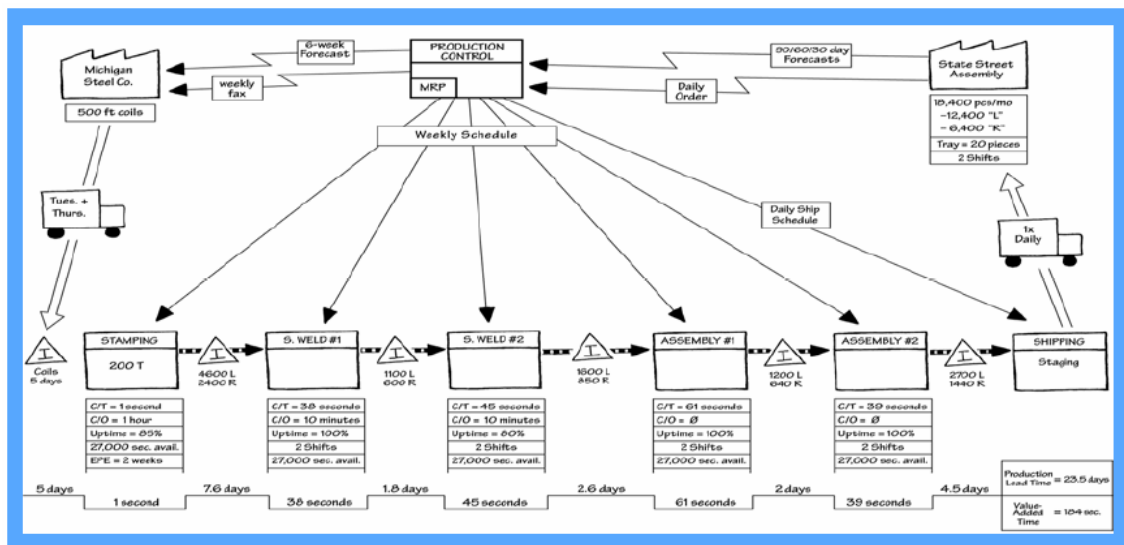 Michigan
Steel Co.
500 ft coils
6-week
Forecast
weekly
fax
PRODUCTION
CONTROL
MRP
90/60/30 day
Forecasts
Daily
Order
State Street
Assembly
18,400 pcs/mo
-12,400 "L"
- 6,400 "R"
Tray = 20 pieces
2 Shifts
Weekly Schedule
Tues. +
Thurs.
Daily Ship
Schedule
1x
Daily
I
Coils
5 days
STAMPING
200 T
I
4600 L
2400 R
S. WELD #1
I
1100 L
600 R
S. WELD #2
I
1600 L
850 R
ASSEMBLY #1
I
1200 L
640 R
ASSEMBLY #2
I
2700 L
1440 R
SHIPPING
Staging
C/T = 1 second
C/O = 1 hour
Uptime = 85%
27,000 sec. avail.
EPE = 2 weeks
C/T = 38 seconds
C/O = 10 minutes
Uptime = 100%
2 Shifts
27,000 sec. avail.
C/T = 45 seconds
C/O = 10 minutes
Uptime = 80%
2 Shifts
27,000 sec. avail.
C/T = 61 seconds
C/O = Ø
Uptime = 100%
2 Shifts
27,000 sec. avail.
C/T = 39 seconds
C/O = Ø
Uptime = 100%
2 Shifts
27,000 sec. avail.
5 days
1 second
7.6 days
38 seconds
1.8 days
45 seconds
2.6 days
61 seconds
2 days
39 seconds
4.5 days
Production
Lead Time = 23.5 days
Value-
Added = 184 sec.
Time